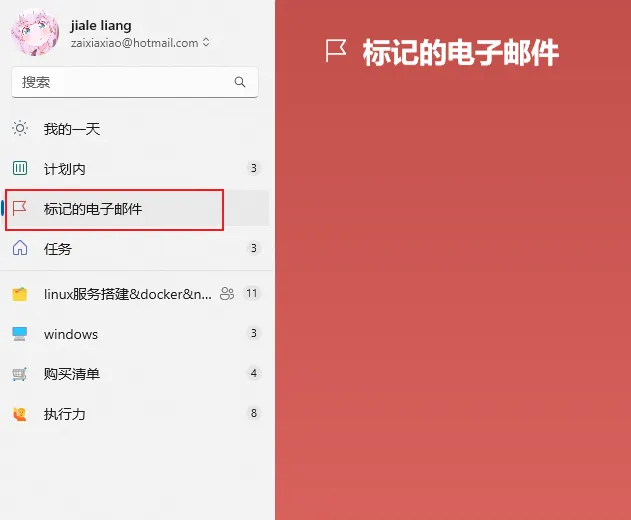 jiale liang
zaixiaxiao@hotmail.com
搜索
我的一天
计划内 3
标记的电子邮件
任务 3
linux服务搭建&docker&n... 11
windows 3
购买清单 4
执行力 8
标记的电子邮件